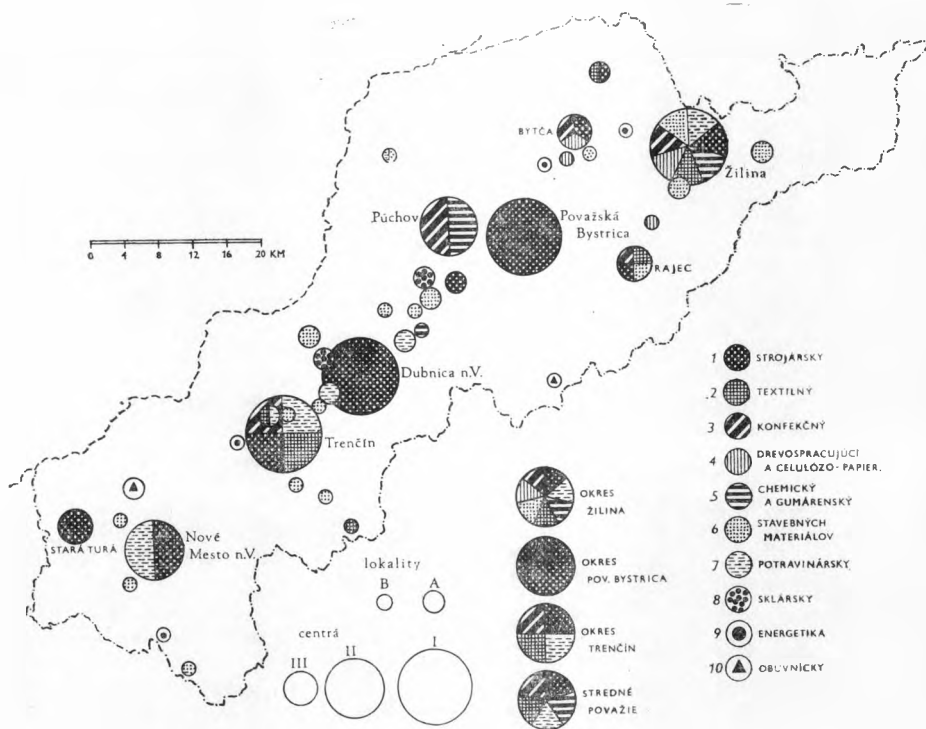 BYTČA
Žilina
Púchov
Považská
Bystrica
RAJEC
0 4 8 12 16 20 KM
Dubnica n.V.
Trenčín
STARÁ TURÁ
Nové
Mesto n.V.
lokality
B A
centrá
III II I
OKRES
ŽILINA
OKRES
POV. BYSTRICA
OKRES
TRENČÍN
STREDNÉ
POVAŽIE
1 STROJÁRSKY
2 TEXTILNÝ
3 KONFEKČNÝ
4 DREVOSPRACUJÚCI
A CELULÓZO-PAPIER.
5 CHEMICKÝ
A GUMÁRENSKÝ
6 STAVEBNÝCH
MATERIÁLOV
7 POTRAVINÁRSKY
8 SKLÁRSKY
9 ENERGETIKA
10 OBUVNÍCKY